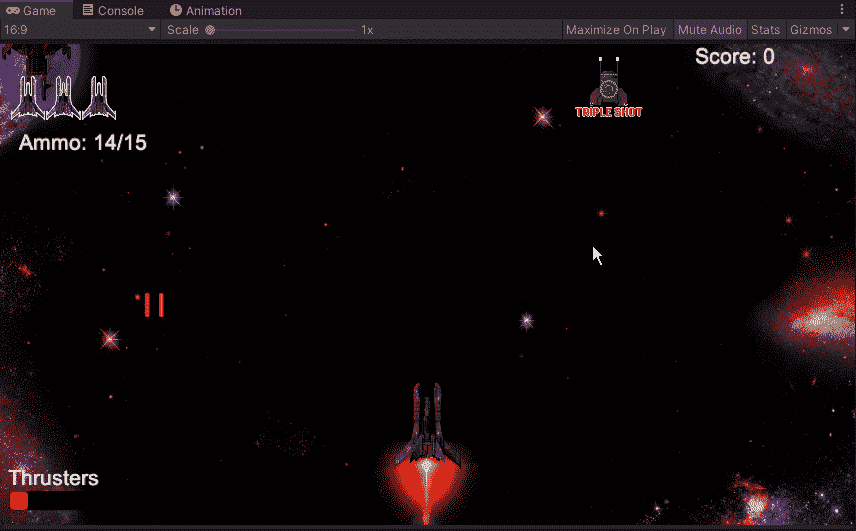 Game Console Animation
16:9 Scale 1x Maximize On Play Mute Audio Stats Gizmos
Score: 0
TRIPLE SHOT
Ammo: 14/15
Thrusters